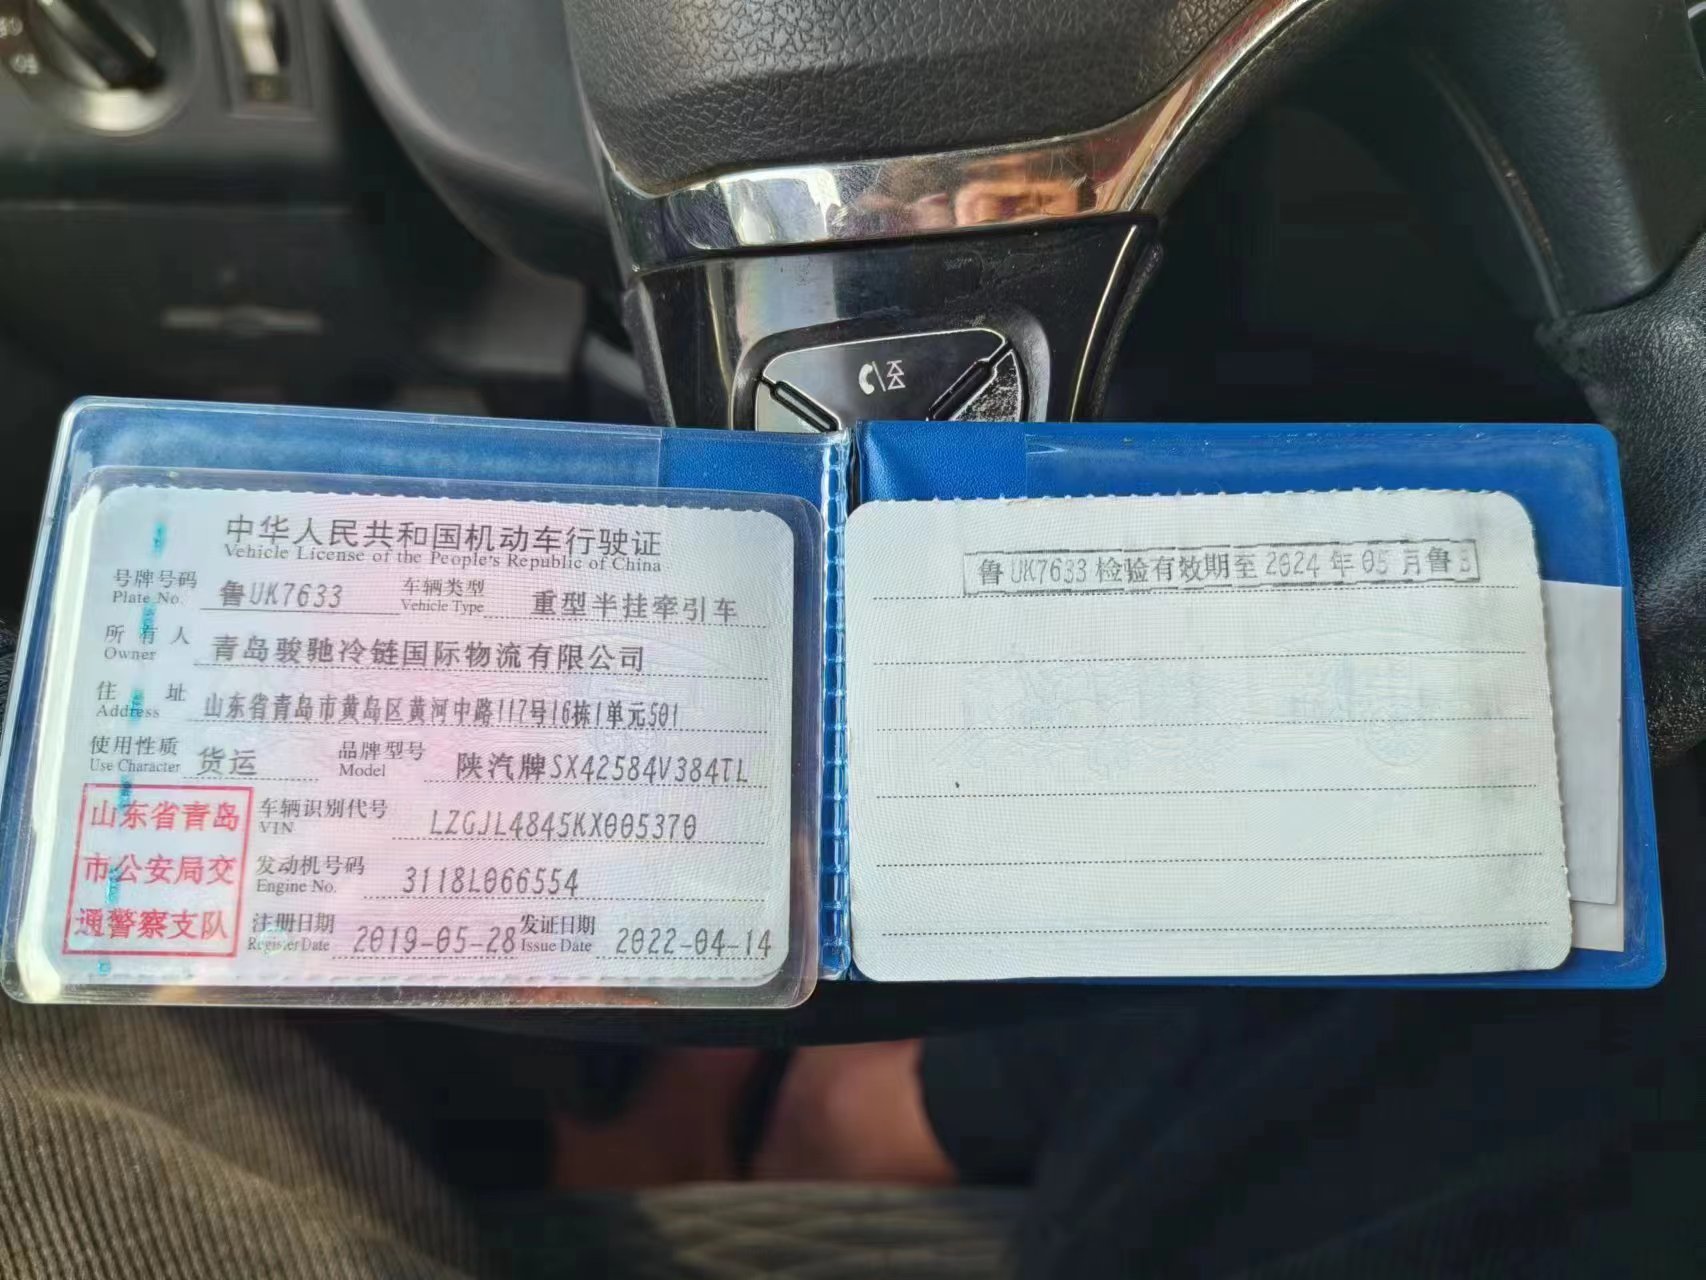 中华人民共和国机动车行驶证
Vehicle License of the People's Republic of China
号牌号码 鲁UK7633 车辆类型 重型半挂牵引车
Plate No. Vehicle Type
所有人 青岛骏驰冷链国际物流有限公司
Owner
住址 山东省青岛市黄岛区黄河中路117号16栋1单元501
Address
使用性质 货运 品牌型号 陕汽牌SX42584V384TL
Use Character Model
车辆识别代号 LZGJL4845KX005370
VIN
发动机号码 3118L066554
Engine No.
注册日期 2019-05-28 发证日期 2022-04-14
Register Date Issue Date
山东省青岛
市公安局交
通警察支队
鲁UK7633 检验有效期至 2024 年 05 月鲁B